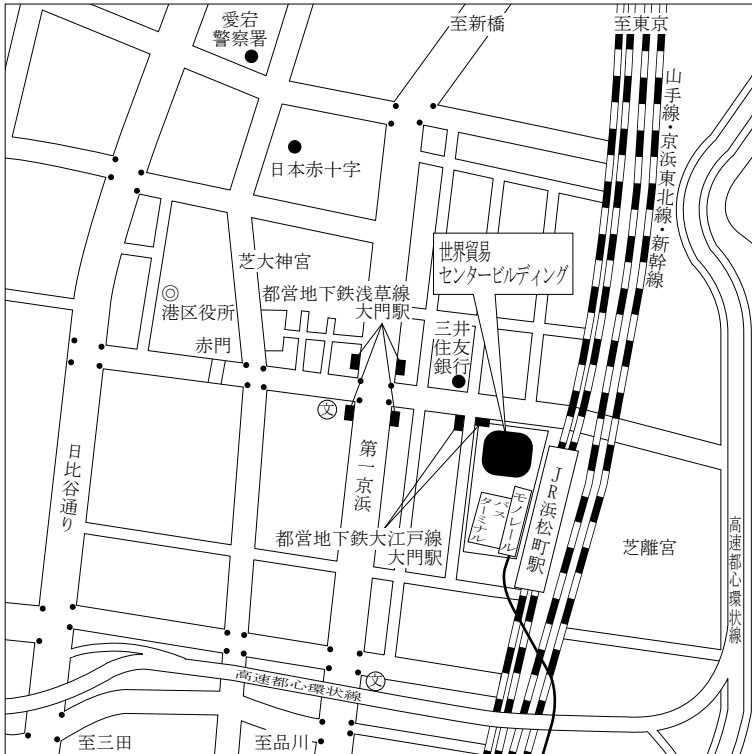 愛宕
警察署
至新橋
至東京
山手線・京浜東北線・新幹線
日本赤十字
世界貿易
センタービルディング
芝大神宮
都営地下鉄浅草線
大門駅
◎
港区役所
赤門
三井
住友
銀行
文
日比谷通り
第一京浜
JR浜松町駅
モノレール
バス
ターミナル
都営地下鉄大江戸線
大門駅
芝離宮
高速都心環状線
高速都心環状線
文
至三田
至品川